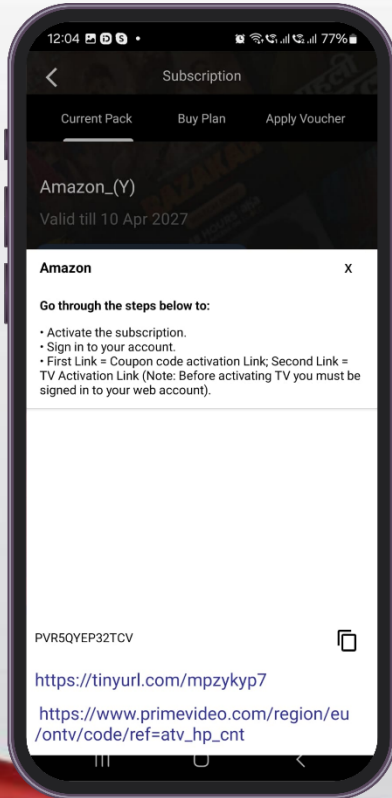 12:04
77%
Subscription
Current Pack Buy Plan Apply Voucher
Amazon_(Y)
Valid till 10 Apr 2027
Amazon X
Go through the steps below to:
• Activate the subscription.
• Sign in to your account.
• First Link = Coupon code activation Link; Second Link =
TV Activation Link (Note: Before activating TV you must be
signed in to your web account).
PVR5QYEP32TCV
https://tinyurl.com/mpzykyp7
https://www.primevideo.com/region/eu
/ontv/code/ref=atv_hp_cnt